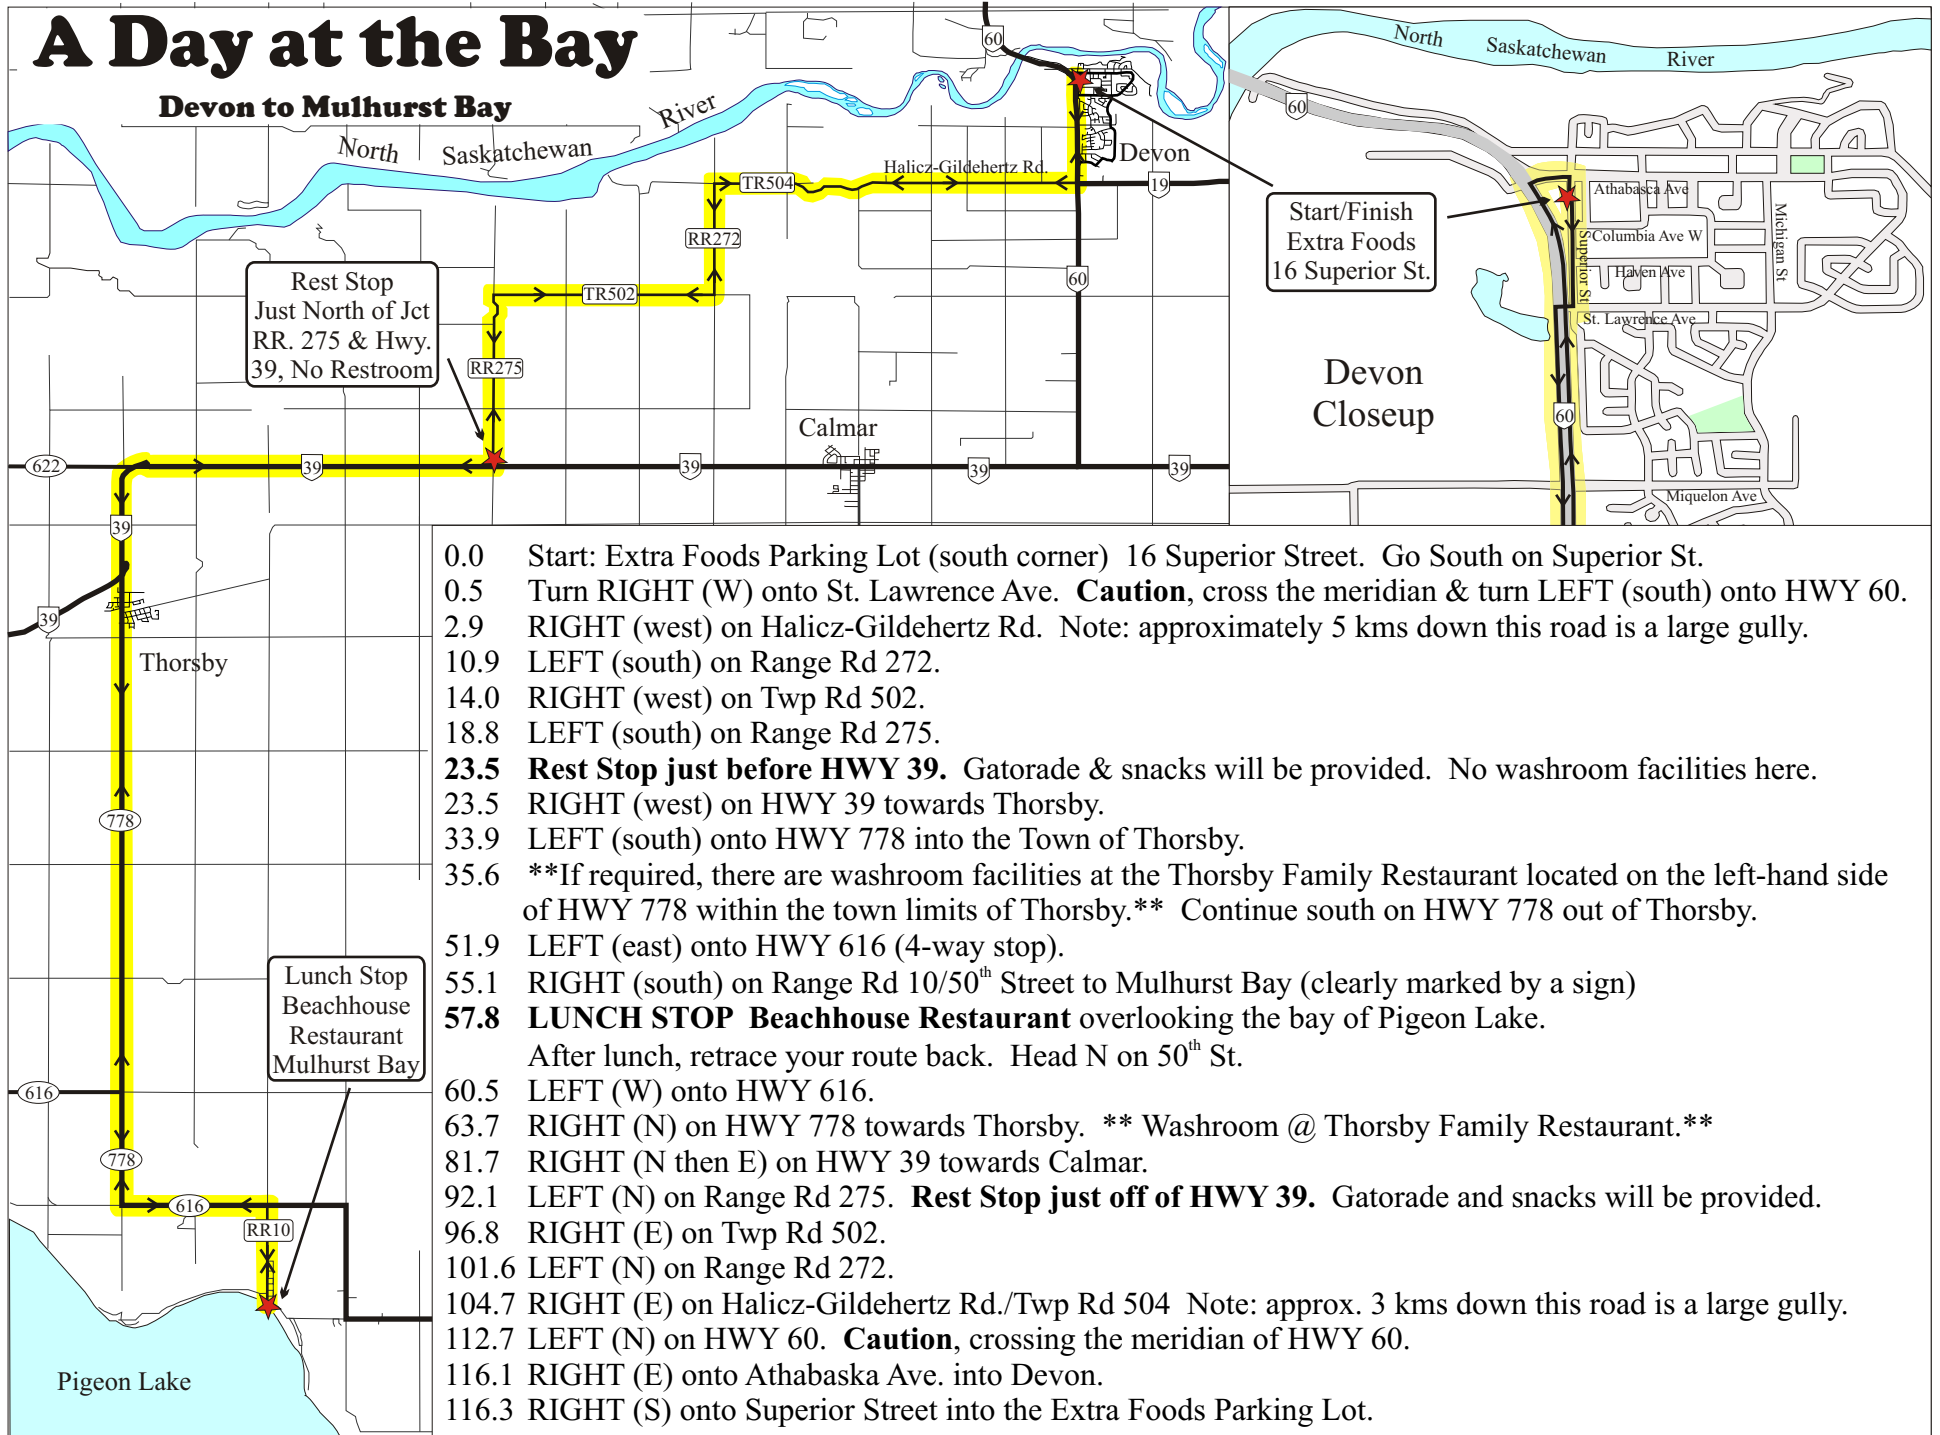 A Day at the Bay
Devon to Mulhurst Bay
North Saskatchewan River
60
Devon
Halicz-Gildehertz Rd.
TR504
19
RR272
60
TR502
Rest Stop
Just North of Jct
RR. 275 & Hwy.
39, No Restroom
RR275
Calmar
622
39
39
39
39
39
39
Thorsby
778
Lunch Stop
Beachhouse
Restaurant
Mulhurst Bay
616
778
616
RR10
Pigeon Lake
North Saskatchewan River
60
Athabasca Ave
Start/Finish
Extra Foods
16 Superior St.
Superior St
Columbia Ave W
Michigan St
Haven Ave
St. Lawrence Ave
Devon
Closeup
60
Miquelon Ave
0.0 Start: Extra Foods Parking Lot (south corner) 16 Superior Street. Go South on Superior St.
0.5 Turn RIGHT (W) onto St. Lawrence Ave. Caution, cross the meridian & turn LEFT (south) onto HWY 60.
2.9 RIGHT (west) on Halicz-Gildehertz Rd. Note: approximately 5 kms down this road is a large gully.
10.9 LEFT (south) on Range Rd 272.
14.0 RIGHT (west) on Twp Rd 502.
18.8 LEFT (south) on Range Rd 275.
23.5 Rest Stop just before HWY 39. Gatorade & snacks will be provided. No washroom facilities here.
23.5 RIGHT (west) on HWY 39 towards Thorsby.
33.9 LEFT (south) onto HWY 778 into the Town of Thorsby.
35.6 **If required, there are washroom facilities at the Thorsby Family Restaurant located on the left-hand side
of HWY 778 within the town limits of Thorsby.** Continue south on HWY 778 out of Thorsby.
51.9 LEFT (east) onto HWY 616 (4-way stop).
55.1 RIGHT (south) on Range Rd 10/50th Street to Mulhurst Bay (clearly marked by a sign)
57.8 LUNCH STOP Beachhouse Restaurant overlooking the bay of Pigeon Lake.
After lunch, retrace your route back. Head N on 50th St.
60.5 LEFT (W) onto HWY 616.
63.7 RIGHT (N) on HWY 778 towards Thorsby. ** Washroom @ Thorsby Family Restaurant.**
81.7 RIGHT (N then E) on HWY 39 towards Calmar.
92.1 LEFT (N) on Range Rd 275. Rest Stop just off of HWY 39. Gatorade and snacks will be provided.
96.8 RIGHT (E) on Twp Rd 502.
101.6 LEFT (N) on Range Rd 272.
104.7 RIGHT (E) on Halicz-Gildehertz Rd./Twp Rd 504 Note: approx. 3 kms down this road is a large gully.
112.7 LEFT (N) on HWY 60. Caution, crossing the meridian of HWY 60.
116.1 RIGHT (E) onto Athabaska Ave. into Devon.
116.3 RIGHT (S) onto Superior Street into the Extra Foods Parking Lot.